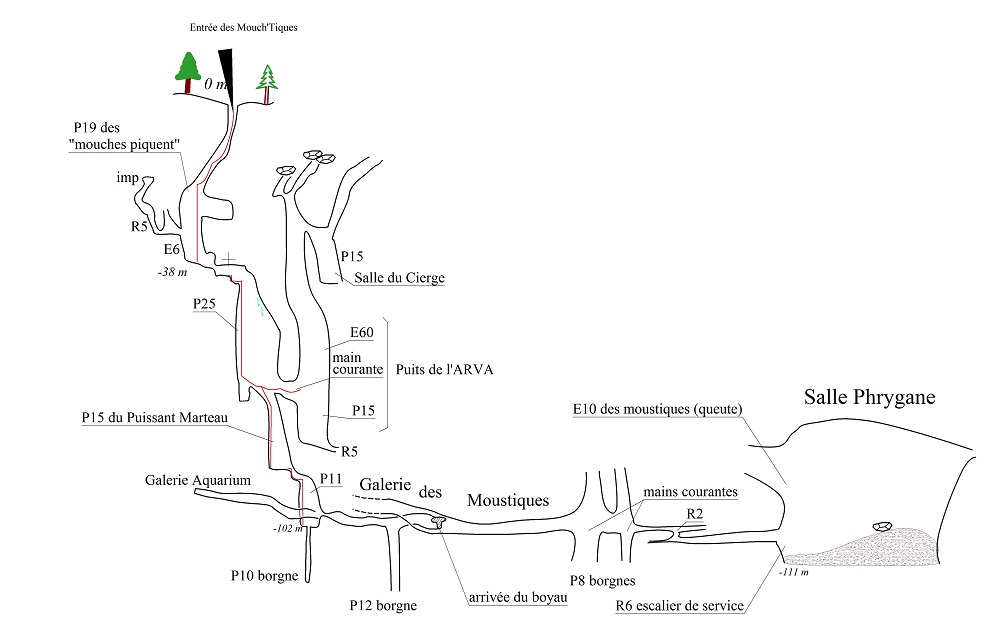 Entrée des Mouch'Tiques
0 m
P19 des
"mouches piquent"
imp
R5
E6
-38 m
P15
Salle du Cierge
P25
E60
main
courante
Puits de l'ARVA
P15
P15 du Puissant Marteau
R5
Salle Phrygane
E10 des moustiques (queute)
Galerie Aquarium
P11
Galerie des Moustiques
mains courantes
R2
-102 m
P10 borgne
P12 borgne
arrivée du boyau
P8 borgnes
-111 m
R6 escalier de service